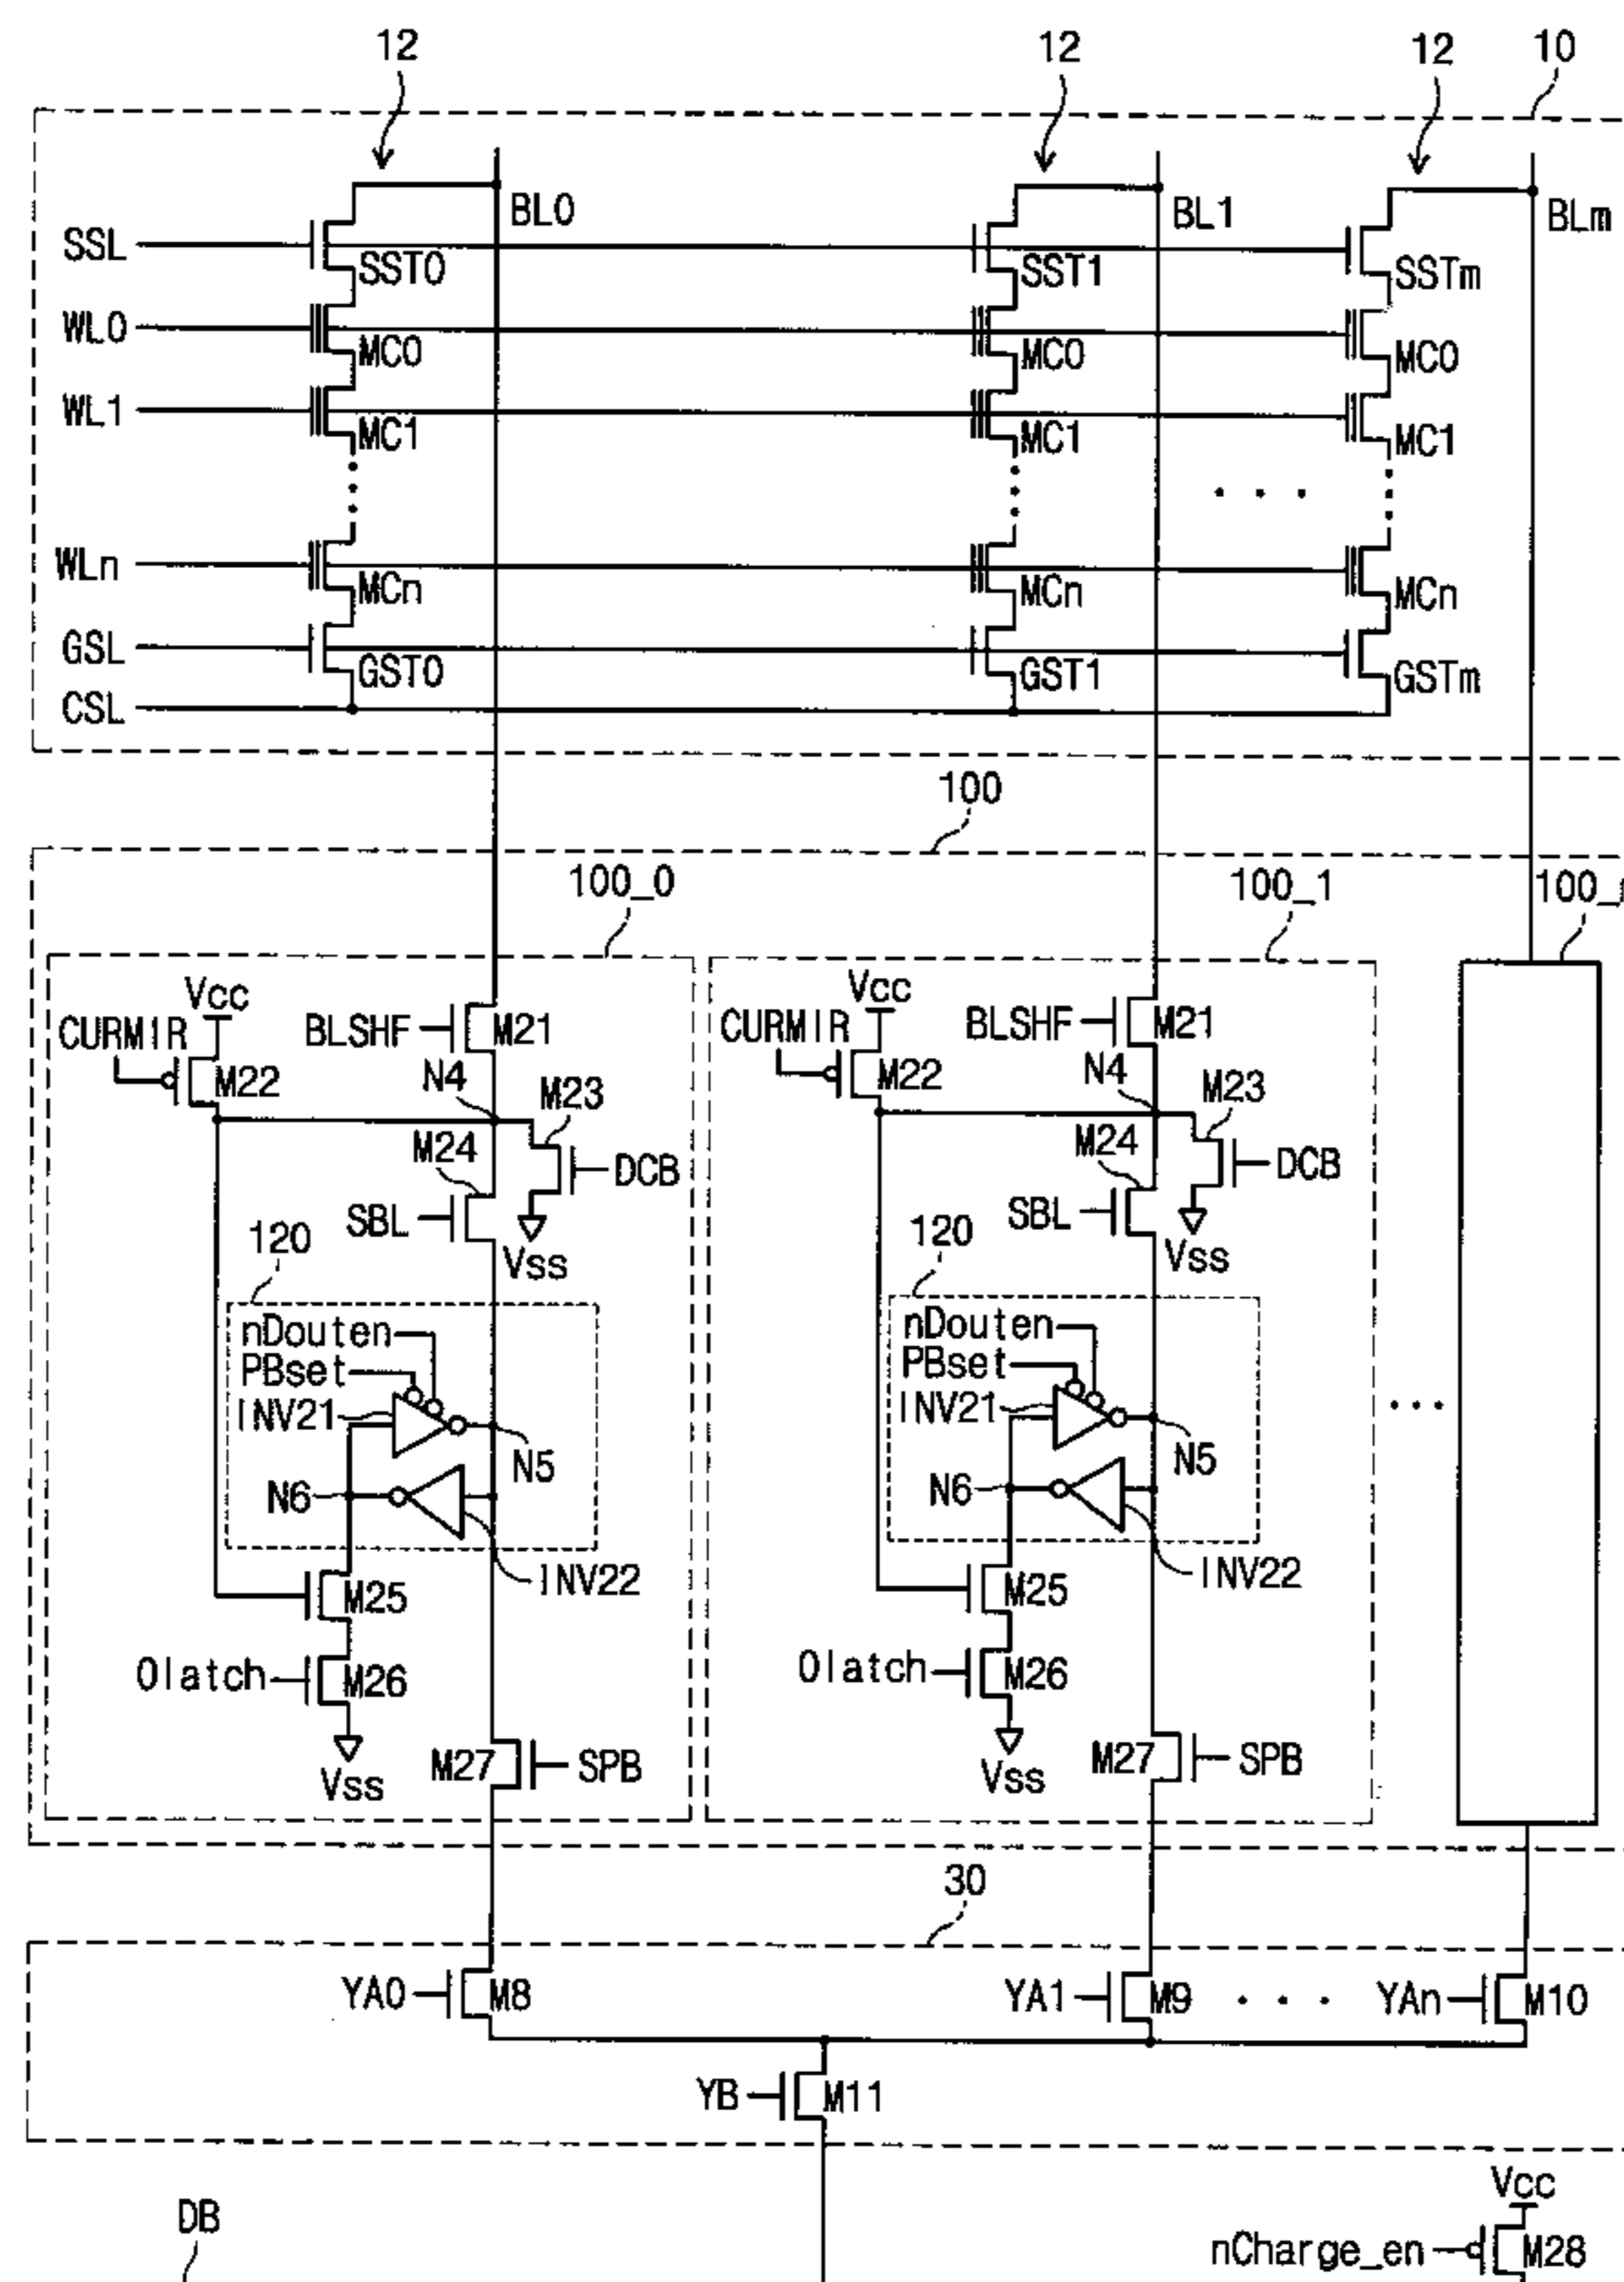 12 12 12 10
BL0 BL1 BLm
SSL SST0 SST1 SSTm
WL0 MC0 MC0 MC0
WL1 MC1 MC1 MC1
WLn MCn MCn MCn
GSL GST0 GST1 GSTm
CSL
100
100_0 100_1 100_
Vcc Vcc
CURMIR BLSHF M21 CURMIR BLSHF M21
M22 N4 M23 M22 N4 M23
M24 DCB M24 DCB
SBL SBL
120 Vss 120 Vss
nDouten nDouten
PBset PBset
INV21 INV21
N5 N5
N6 N6
INV22 INV22
M25 M25
Olatch M26 Olatch M26
Vss M27 SPB Vss M27 SPB
30
YA0 M8 YA1 M9 YAn M10
YB M11
Vcc
DB
nCharge_en M28